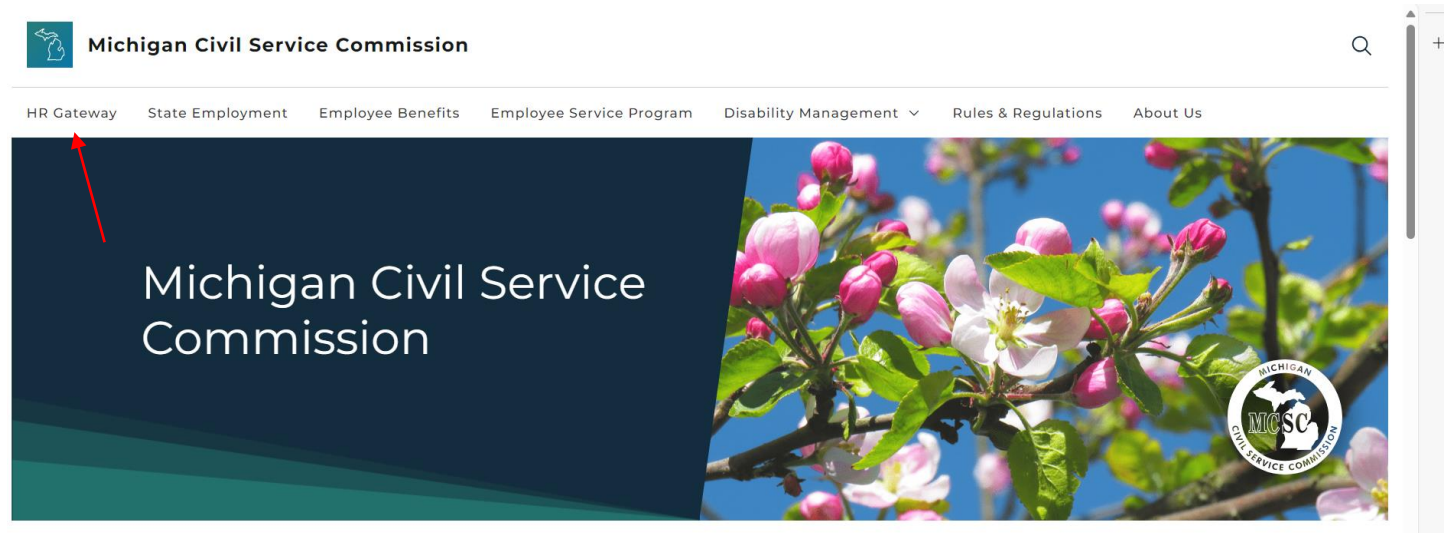 Michigan Civil Service Commission
HR Gateway State Employment Employee Benefits Employee Service Program Disability Management Rules & Regulations About Us
Michigan Civil Service
Commission
MICHIGAN
MCSC
CIVIL SERVICE COMMISSION